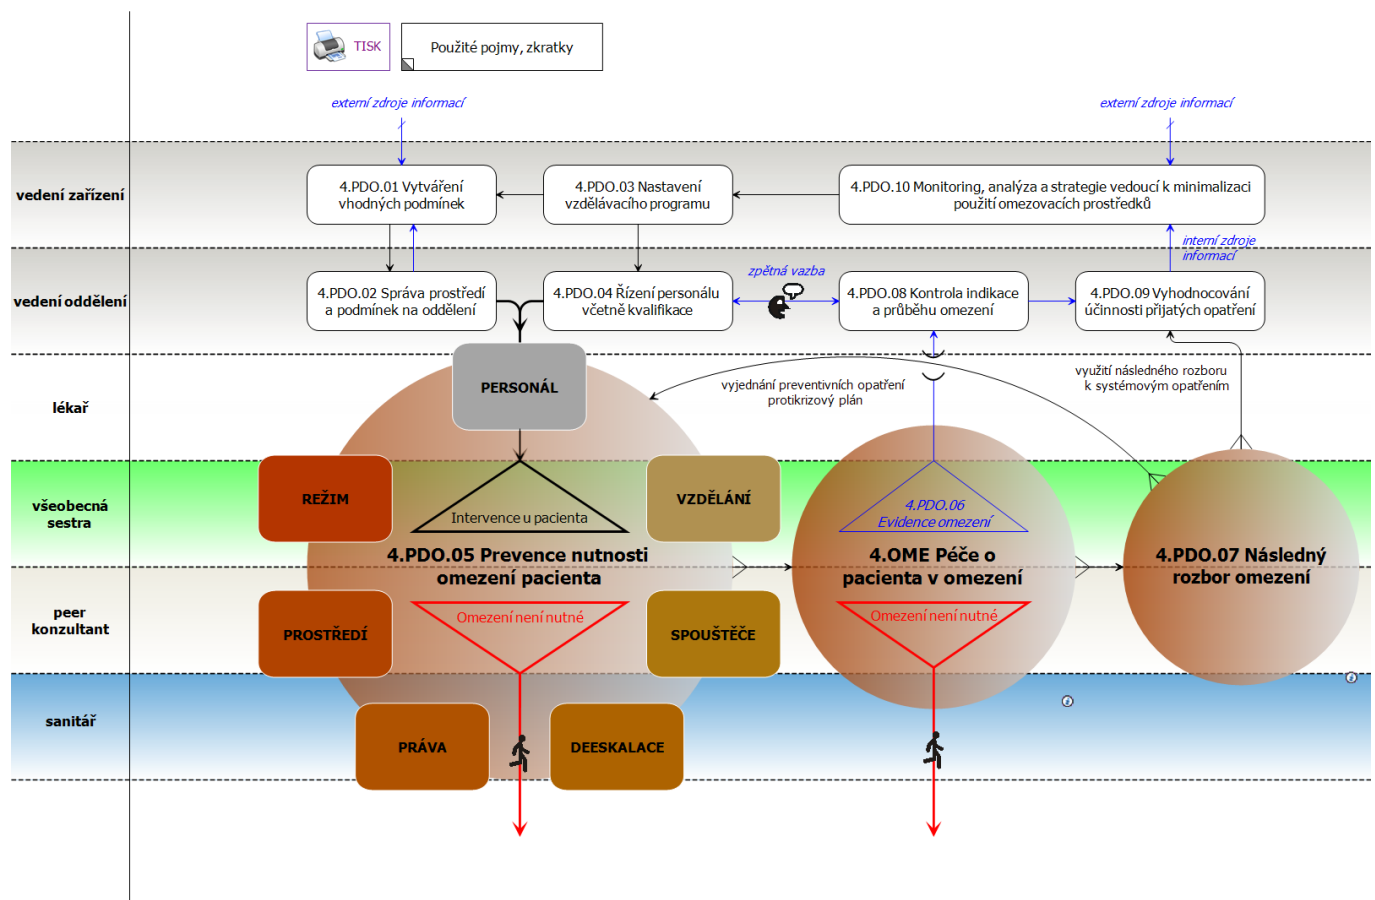 TISK
Použité pojmy, zkratky
externí zdroje informací
externí zdroje informací
vedení zařízení
4.PDO.01 Vytváření
vhodných podmínek
4.PDO.03 Nastavení
vzdělávacího programu
4.PDO.10 Monitoring, analýza a strategie vedoucí k minimalizaci
použití omezovacích prostředků
interní zdroje
informací
vedení oddělení
4.PDO.02 Správa prostředí
a podmínek na oddělení
4.PDO.04 Řízení personálu
včetně kvalifikace
zpětná vazba
4.PDO.08 Kontrola indikace
a průběhu omezení
4.PDO.09 Vyhodnocování
účinnosti přijatých opatření
lékař
PERSONÁL
vyjednání preventivních opatření
protikrizový plán
využití následného rozboru
k systémovým opatřením
všeobecná
sestra
REŽIM
Intervence u pacienta
VZDĚLÁNÍ
4.PDO.06
Evidence omezení
4.PDO.05 Prevence nutnosti
omezení pacienta
4.OME Péče o
pacienta v omezení
4.PDO.07 Následný
rozbor omezení
peer
konzultant
PROSTŘEDÍ
Omezení není nutné
SPOUŠTĚČE
Omezení není nutné
sanitář
PRÁVA
DEESKALACE